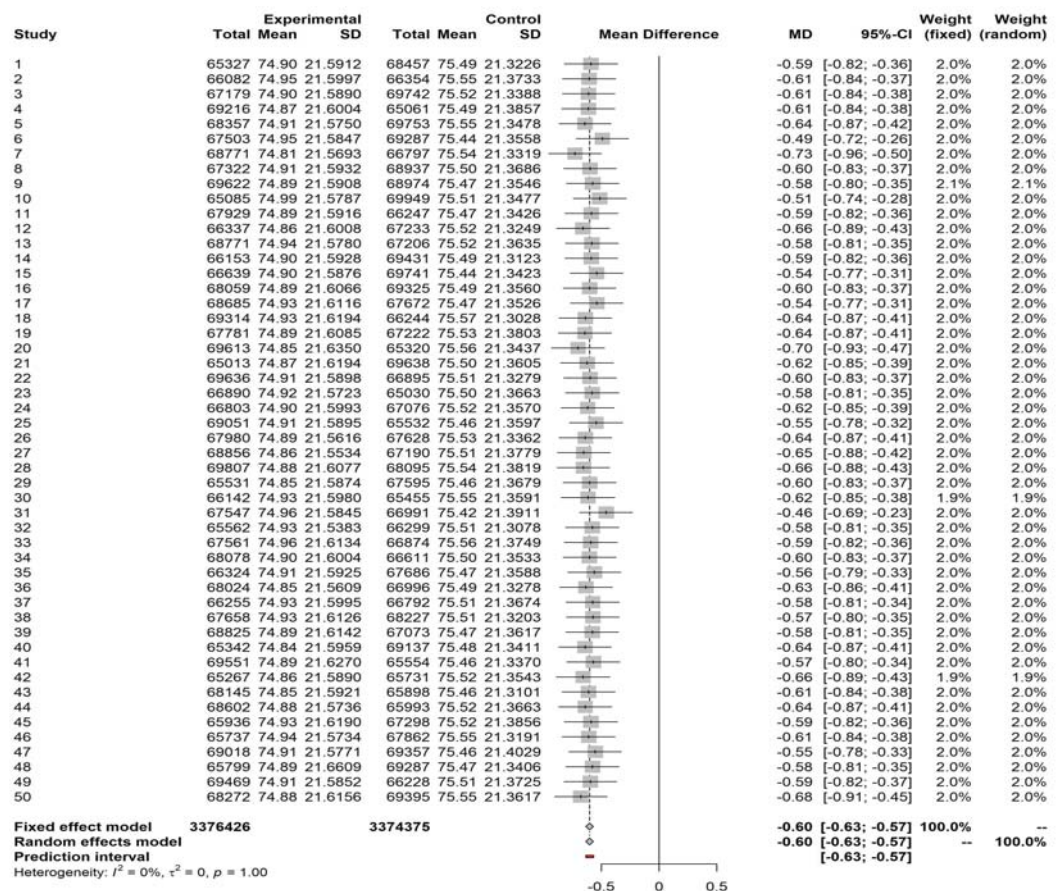 Experimental Control Weight Weight
Study Total Mean SD Total Mean SD Mean Difference MD 95%-CI (fixed) (random)
1 65327 74.90 21.5912 68457 75.49 21.3226 -0.59 [-0.82; -0.36] 2.0% 2.0%
2 66082 74.95 21.5997 66354 75.55 21.3733 -0.61 [-0.84; -0.37] 2.0% 2.0%
3 67179 74.90 21.5890 69742 75.52 21.3388 -0.61 [-0.84; -0.38] 2.0% 2.0%
4 69216 74.87 21.6004 65061 75.49 21.3857 -0.61 [-0.84; -0.38] 2.0% 2.0%
5 68357 74.91 21.5750 69753 75.55 21.3478 -0.64 [-0.87; -0.42] 2.0% 2.0%
6 67503 74.95 21.5847 69287 75.44 21.3558 -0.49 [-0.72; -0.26] 2.0% 2.0%
7 68771 74.81 21.5693 66797 75.54 21.3319 -0.73 [-0.96; -0.50] 2.0% 2.0%
8 67322 74.91 21.5932 68937 75.50 21.3686 -0.60 [-0.83; -0.37] 2.0% 2.0%
9 69622 74.89 21.5908 68974 75.47 21.3546 -0.58 [-0.80; -0.35] 2.1% 2.1%
10 65085 74.99 21.5787 69949 75.51 21.3477 -0.51 [-0.74; -0.28] 2.0% 2.0%
11 67929 74.89 21.5916 66247 75.47 21.3426 -0.59 [-0.82; -0.36] 2.0% 2.0%
12 66337 74.86 21.6008 67233 75.52 21.3249 -0.66 [-0.89; -0.43] 2.0% 2.0%
13 68771 74.94 21.5780 67206 75.52 21.3635 -0.58 [-0.81; -0.35] 2.0% 2.0%
14 66153 74.90 21.5928 69431 75.49 21.3123 -0.59 [-0.82; -0.36] 2.0% 2.0%
15 66639 74.90 21.5876 69741 75.44 21.3423 -0.54 [-0.77; -0.31] 2.0% 2.0%
16 68059 74.89 21.6066 69325 75.49 21.3560 -0.60 [-0.83; -0.37] 2.0% 2.0%
17 68685 74.93 21.6116 67672 75.47 21.3526 -0.54 [-0.77; -0.31] 2.0% 2.0%
18 69314 74.93 21.6194 66244 75.57 21.3028 -0.64 [-0.87; -0.41] 2.0% 2.0%
19 67781 74.89 21.6085 67222 75.53 21.3803 -0.64 [-0.87; -0.41] 2.0% 2.0%
20 69613 74.85 21.6350 65320 75.56 21.3437 -0.70 [-0.93; -0.47] 2.0% 2.0%
21 65013 74.87 21.6194 69638 75.50 21.3605 -0.62 [-0.85; -0.39] 2.0% 2.0%
22 69636 74.91 21.5898 66895 75.51 21.3279 -0.60 [-0.83; -0.37] 2.0% 2.0%
23 66890 74.92 21.5723 65030 75.50 21.3663 -0.58 [-0.81; -0.35] 2.0% 2.0%
24 66803 74.90 21.5993 67076 75.52 21.3570 -0.62 [-0.85; -0.39] 2.0% 2.0%
25 69051 74.91 21.5895 65532 75.46 21.3597 -0.55 [-0.78; -0.32] 2.0% 2.0%
26 67980 74.89 21.5616 67628 75.53 21.3362 -0.64 [-0.87; -0.41] 2.0% 2.0%
27 68856 74.86 21.5534 67190 75.51 21.3779 -0.65 [-0.88; -0.42] 2.0% 2.0%
28 69807 74.88 21.6077 68095 75.54 21.3819 -0.66 [-0.88; -0.43] 2.0% 2.0%
29 65531 74.85 21.5874 67595 75.46 21.3679 -0.60 [-0.83; -0.37] 2.0% 2.0%
30 66142 74.93 21.5980 65455 75.55 21.3591 -0.62 [-0.85; -0.38] 1.9% 1.9%
31 67547 74.96 21.5845 66991 75.42 21.3911 -0.46 [-0.69; -0.23] 2.0% 2.0%
32 65562 74.93 21.5383 66299 75.51 21.3078 -0.58 [-0.81; -0.35] 2.0% 2.0%
33 67561 74.96 21.6134 66874 75.56 21.3749 -0.59 [-0.82; -0.36] 2.0% 2.0%
34 68078 74.90 21.6004 66611 75.50 21.3533 -0.60 [-0.83; -0.37] 2.0% 2.0%
35 66324 74.91 21.5925 67686 75.47 21.3588 -0.56 [-0.79; -0.33] 2.0% 2.0%
36 68024 74.85 21.5609 66996 75.49 21.3278 -0.63 [-0.86; -0.41] 2.0% 2.0%
37 66255 74.93 21.5995 66792 75.51 21.3674 -0.58 [-0.81; -0.34] 2.0% 2.0%
38 67658 74.93 21.6126 68227 75.51 21.3203 -0.57 [-0.80; -0.35] 2.0% 2.0%
39 68825 74.89 21.6142 67073 75.47 21.3617 -0.58 [-0.81; -0.35] 2.0% 2.0%
40 65342 74.84 21.5959 69137 75.48 21.3411 -0.64 [-0.87; -0.41] 2.0% 2.0%
41 69551 74.89 21.6270 65554 75.46 21.3370 -0.57 [-0.80; -0.34] 2.0% 2.0%
42 65267 74.86 21.5890 65731 75.52 21.3543 -0.66 [-0.89; -0.43] 1.9% 1.9%
43 68145 74.85 21.5921 65898 75.46 21.3101 -0.61 [-0.84; -0.38] 2.0% 2.0%
44 68602 74.88 21.5736 65993 75.52 21.3663 -0.64 [-0.87; -0.41] 2.0% 2.0%
45 65936 74.93 21.6190 67298 75.52 21.3856 -0.59 [-0.82; -0.36] 2.0% 2.0%
46 65737 74.94 21.5734 67862 75.55 21.3191 -0.61 [-0.84; -0.38] 2.0% 2.0%
47 69018 74.91 21.5771 69357 75.46 21.4029 -0.55 [-0.78; -0.33] 2.0% 2.0%
48 65799 74.89 21.6609 69287 75.47 21.3406 -0.58 [-0.81; -0.35] 2.0% 2.0%
49 69469 74.91 21.5852 66228 75.51 21.3725 -0.59 [-0.82; -0.37] 2.0% 2.0%
50 68272 74.88 21.6156 69395 75.55 21.3617 -0.68 [-0.91; -0.45] 2.0% 2.0%
Fixed effect model 3376426 3374375 -0.60 [-0.63; -0.57] 100.0% --
Random effects model -0.60 [-0.63; -0.57] -- 100.0%
Prediction interval [-0.63; -0.57]
Heterogeneity: I² = 0%, τ² = 0, p = 1.00
-0.5 0 0.5